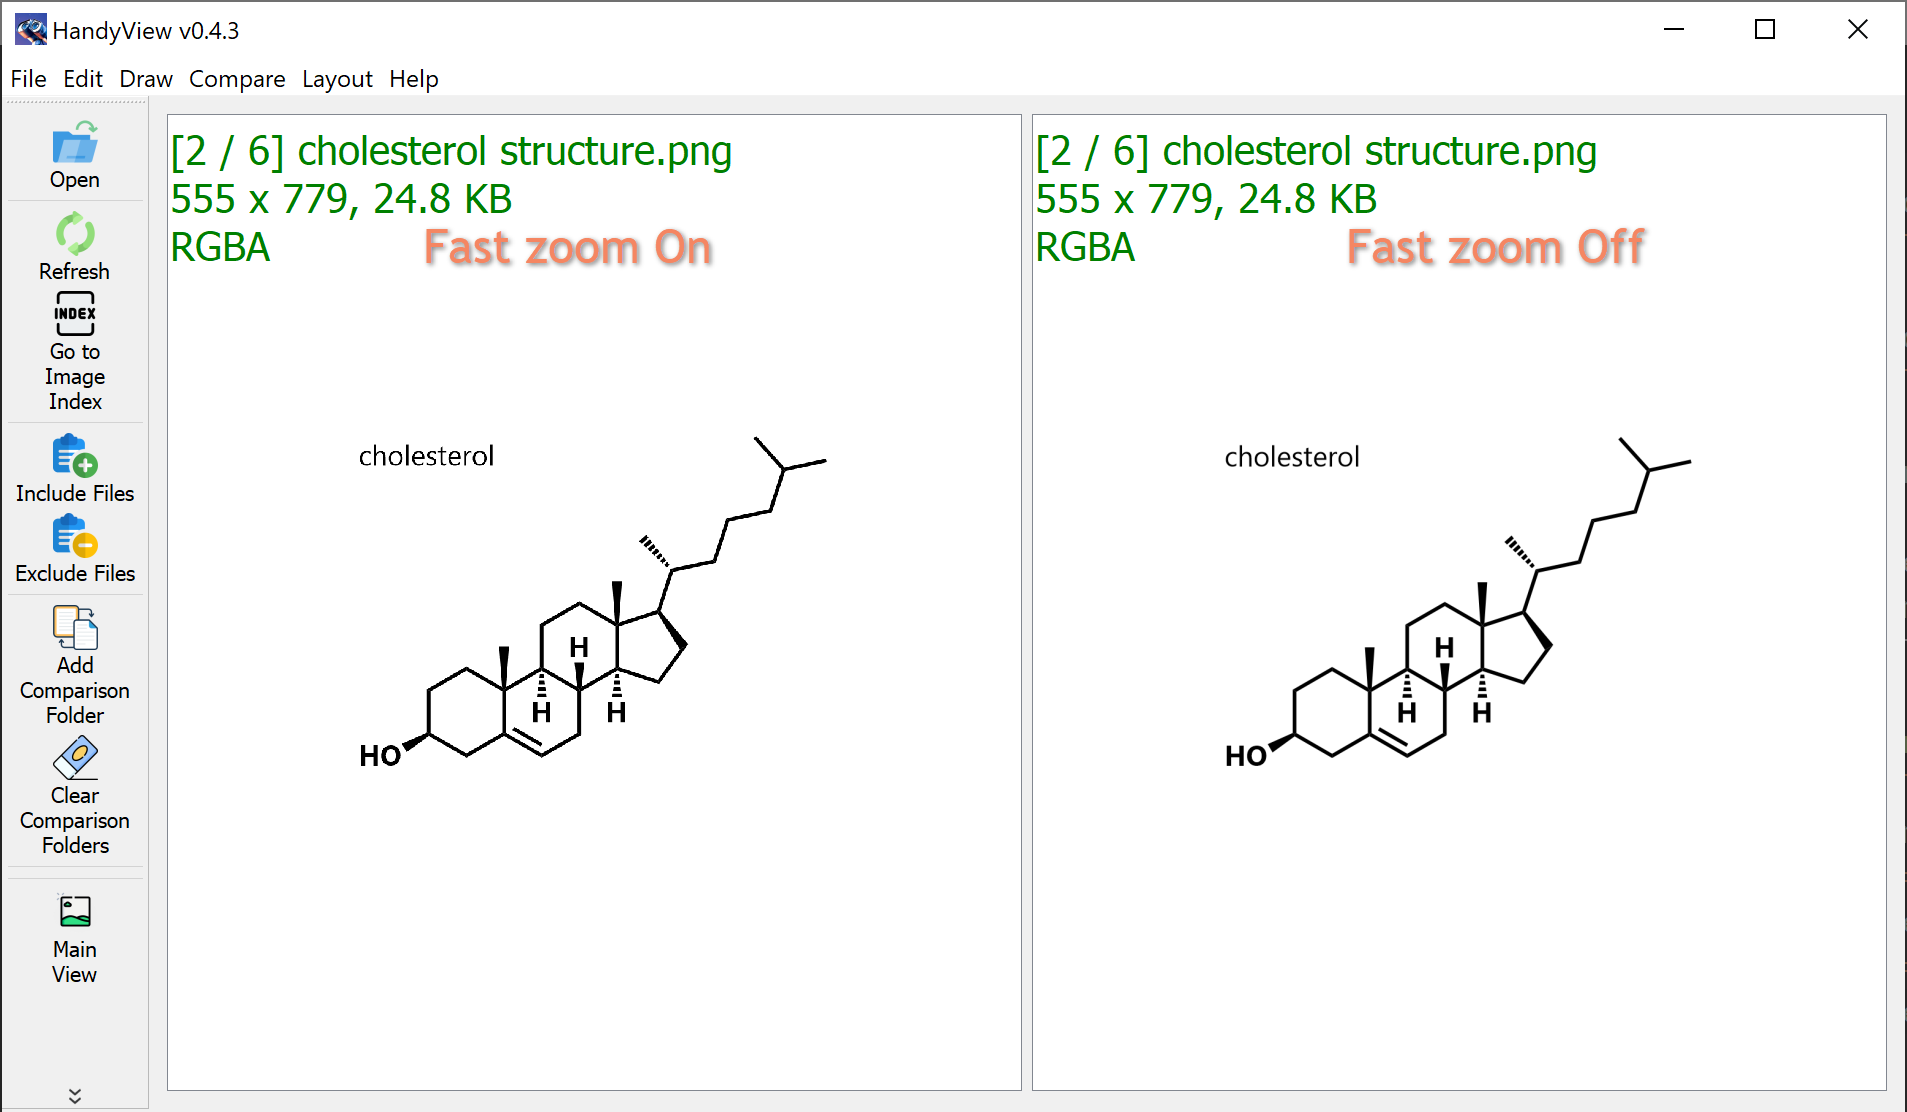 HandyView v0.4.3
File Edit Draw Compare Layout Help
Open
Refresh
INDEX
Go to
Image
Index
Include Files
Exclude Files
Add
Comparison
Folder
Clear
Comparison
Folders
Main
View
[2 / 6] cholesterol structure.png
555 x 779, 24.8 KB
RGBA
Fast zoom On
cholesterol
H
H
H
HO
[2 / 6] cholesterol structure.png
555 x 779, 24.8 KB
RGBA
Fast zoom Off
cholesterol
H
H
H
HO